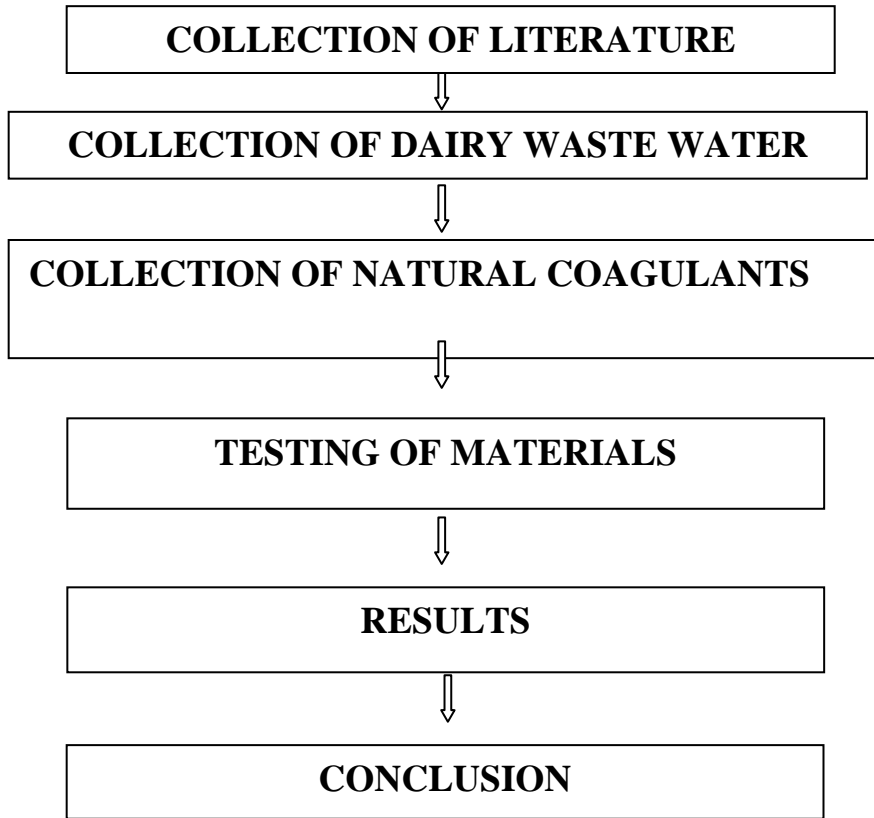 COLLECTION OF LITERATURE
COLLECTION OF DAIRY WASTE WATER
COLLECTION OF NATURAL COAGULANTS
TESTING OF MATERIALS
RESULTS
CONCLUSION